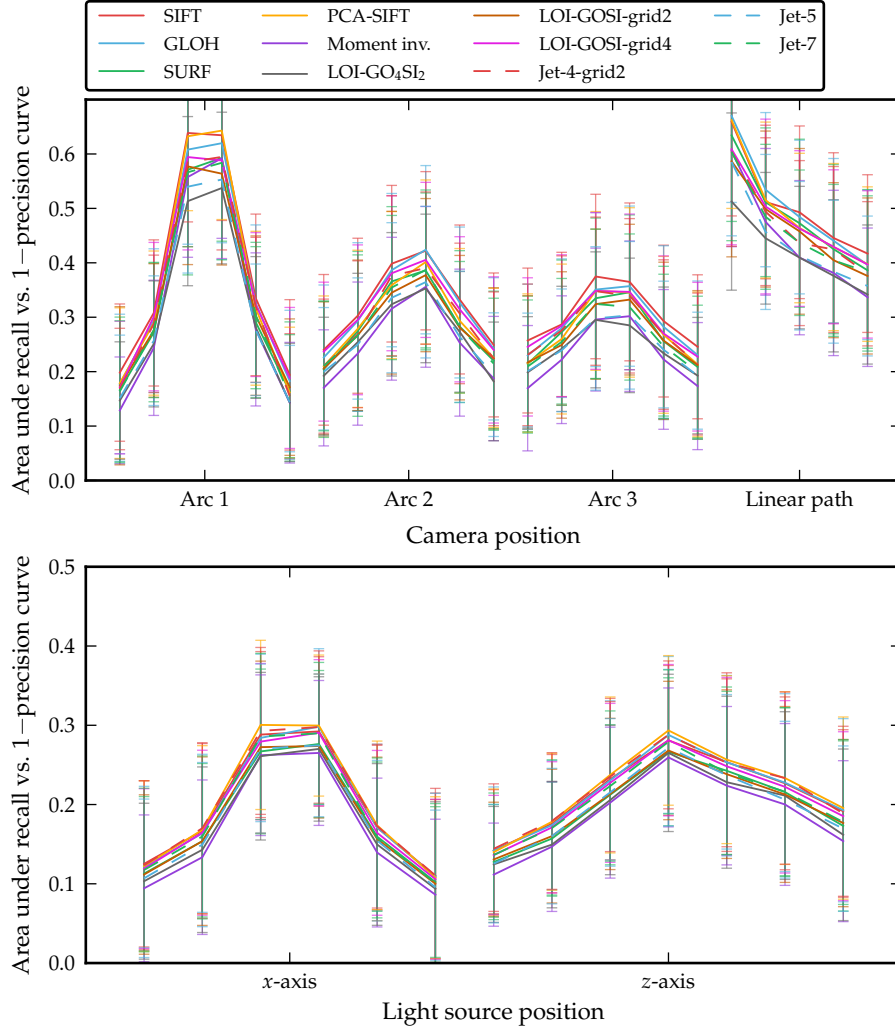 SIFT PCA-SIFT LOI-GOSI-grid2 Jet-5
GLOH Moment inv. LOI-GOSI-grid4 Jet-7
SURF LOI-GO₄SI₂ Jet-4-grid2
Area unde recall vs. 1−precision curve
0.6
0.5
0.4
0.3
0.2
0.1
0.0
Arc 1 Arc 2 Arc 3 Linear path
Camera position
Area under recall vs. 1−precision curve
0.5
0.4
0.3
0.2
0.1
0.0
x-axis z-axis
Light source position